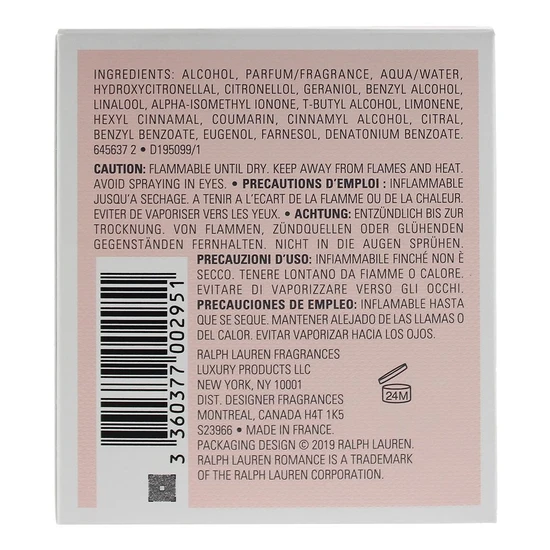 INGREDIENTS: ALCOHOL, PARFUM/FRAGRANCE, AQUA/WATER,
HYDROXYCITRONELLAL, CITRONELLOL, GERANIOL, BENZYL ALCOHOL,
LINALOOL, ALPHA-ISOMETHYL IONONE, T-BUTYL ALCOHOL, LIMONENE,
HEXYL CINNAMAL, COUMARIN, CINNAMYL ALCOHOL, CITRAL,
BENZYL BENZOATE, EUGENOL, FARNESOL, DENATONIUM BENZOATE.
645637 2 • D195099/1
CAUTION: FLAMMABLE UNTIL DRY. KEEP AWAY FROM FLAMES AND HEAT.
AVOID SPRAYING IN EYES. • PRECAUTIONS D'EMPLOI : INFLAMMABLE
JUSQU'A SECHAGE. A TENIR A L'ECART DE LA FLAMME OU DE LA CHALEUR.
EVITER DE VAPORISER VERS LES YEUX. • ACHTUNG: ENTZÜNDLICH BIS ZUR
TROCKNUNG. VON FLAMMEN, ZÜNDQUELLEN ODER GLÜHENDEN
GEGENSTÄNDEN FERNHALTEN. NICHT IN DIE AUGEN SPRÜHEN.
PRECAUZIONI D'USO: INFIAMMABILE FINCHÉ NON È
SECCO. TENERE LONTANO DA FIAMME O CALORE.
EVITARE DI VAPORIZZARE VERSO GLI OCCHI.
PRECAUCIONES DE EMPLEO: INFLAMABLE HASTA
QUE SE SEQUE. MANTENER ALEJADO DE LAS LLAMAS O
DEL CALOR. EVITAR VAPORIZAR HACIA LOS OJOS.
RALPH LAUREN FRAGRANCES
LUXURY PRODUCTS LLC
NEW YORK, NY 10001
DIST. DESIGNER FRAGRANCES
MONTREAL, CANADA H4T 1K5
S23966 • MADE IN FRANCE.
PACKAGING DESIGN © 2019 RALPH LAUREN.
RALPH LAUREN ROMANCE IS A TRADEMARK
OF THE RALPH LAUREN CORPORATION.
24M
3 360377 002951